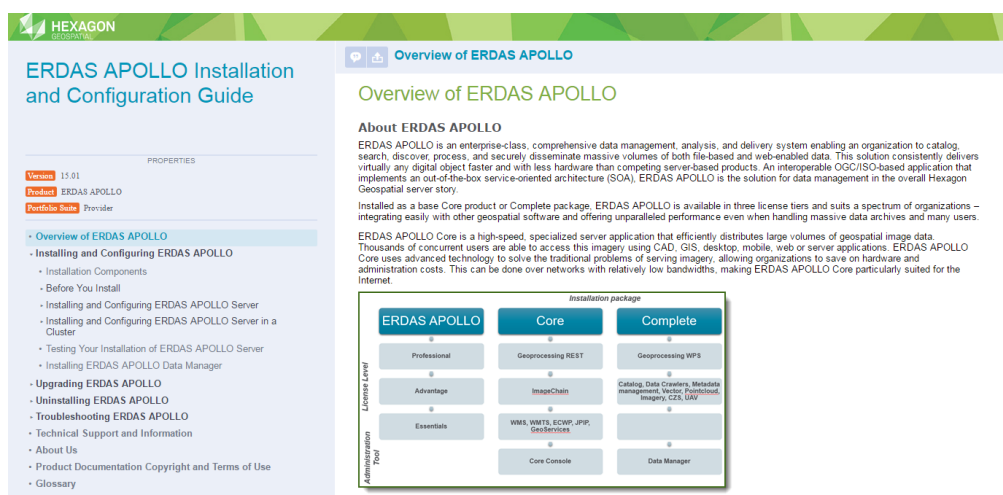 HEXAGON
GEOSPATIAL
ERDAS APOLLO Installation
and Configuration Guide
PROPERTIES
Version 15.01
Product ERDAS APOLLO
Portfolio Suite Provider
Overview of ERDAS APOLLO
Installing and Configuring ERDAS APOLLO
Installation Components
Before You Install
Installing and Configuring ERDAS APOLLO Server
Installing and Configuring ERDAS APOLLO Server in a
Cluster
Testing Your Installation of ERDAS APOLLO Server
Installing ERDAS APOLLO Data Manager
Upgrading ERDAS APOLLO
Uninstalling ERDAS APOLLO
Troubleshooting ERDAS APOLLO
Technical Support and Information
About Us
Product Documentation Copyright and Terms of Use
Glossary
Overview of ERDAS APOLLO
Overview of ERDAS APOLLO
About ERDAS APOLLO
ERDAS APOLLO is an enterprise-class, comprehensive data management, analysis, and delivery system enabling an organization to catalog,
search, discover, process, and securely disseminate massive volumes of both file-based and web-enabled data. This solution consistently delivers
virtually any digital object faster and with less hardware than competing server-based products. An interoperable OGC/ISO-based application that
implements an out-of-the-box service-oriented architecture (SOA), ERDAS APOLLO is the solution for data management in the overall Hexagon
Geospatial server story.
Installed as a base Core product or Complete package, ERDAS APOLLO is available in three license tiers and suits a spectrum of organizations –
integrating easily with other geospatial software and offering unparalleled performance even when handling massive data archives and many users.
ERDAS APOLLO Core is a high-speed, specialized server application that efficiently distributes large volumes of geospatial image data.
Thousands of concurrent users are able to access this imagery using CAD, GIS, desktop, mobile, web or server applications. ERDAS APOLLO
Core uses advanced technology to solve the traditional problems of serving imagery, allowing organizations to save on hardware and
administration costs. This can be done over networks with relatively low bandwidths, making ERDAS APOLLO Core particularly suited for the
Internet.
Installation package
ERDAS APOLLO Core Complete
License Level
Professional Geoprocessing REST Geoprocessing WPS
Advantage ImageChain Catalog, Data Crawlers, Metadata
management, Vector, Pointcloud,
Imagery, CZS, UAV
Essentials WMS, WMTS, ECWP, JPIP,
GeoServices
Administration
Tool
Core Console Data Manager